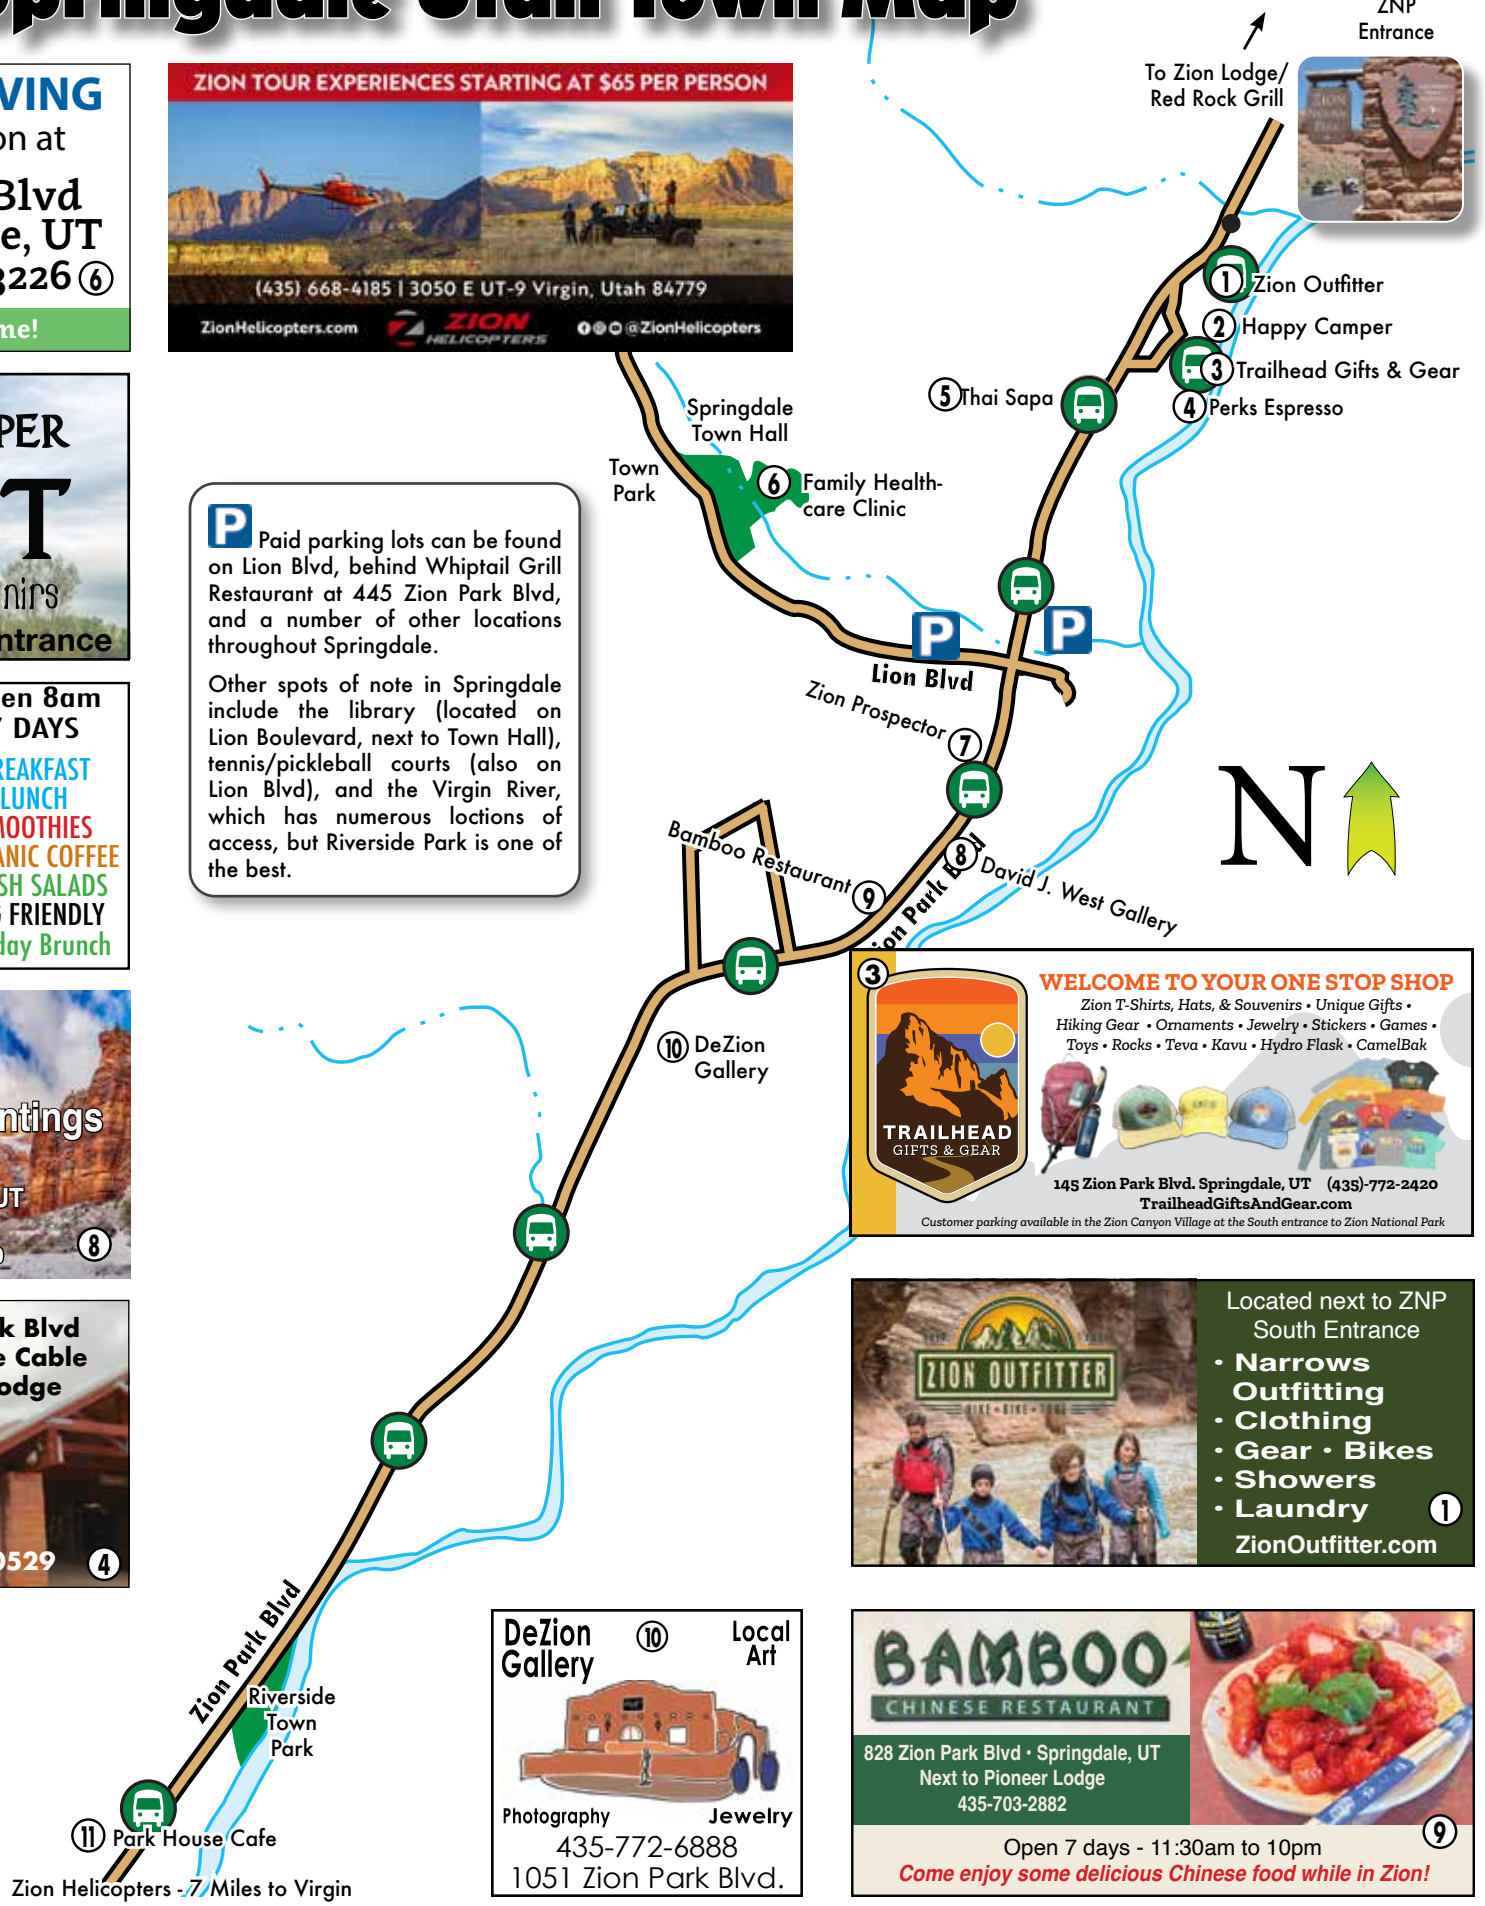 Springdale Utah Town Map
ZNP
Entrance
To Zion Lodge/
Red Rock Grill
VING
on at
Blvd
e, UT
3226 6
me!
ZION TOUR EXPERIENCES STARTING AT $65 PER PERSON
(435) 668-4185 | 3050 E UT-9 Virgin, Utah 84779
ZionHelicopters.com
ZION
HELICOPTERS
@ZionHelicopters
1 Zion Outfitter
2 Happy Camper
3 Trailhead Gifts & Gear
4 Perks Espresso
5 Thai Sapa
Springdale
Town Hall
Town
Park
6 Family Health-
care Clinic
PER
T
nirs
ntrance
P Paid parking lots can be found
on Lion Blvd, behind Whiptail Grill
Restaurant at 445 Zion Park Blvd,
and a number of other locations
throughout Springdale.
Other spots of note in Springdale
include the library (located on
Lion Boulevard, next to Town Hall),
tennis/pickleball courts (also on
Lion Blvd), and the Virgin River,
which has numerous loctions of
access, but Riverside Park is one of
the best.
P
P
Lion Blvd
Zion Prospector 7
en 8am
Y DAYS
REAKFAST
LUNCH
MOOTHIES
ANIC COFFEE
SH SALADS
G FRIENDLY
day Brunch
N
Bamboo Restaurant 9
8 David J. West Gallery
ion Park B
10 DeZion
Gallery
3
TRAILHEAD
GIFTS & GEAR
WELCOME TO YOUR ONE STOP SHOP
Zion T-Shirts, Hats, & Souvenirs • Unique Gifts •
Hiking Gear • Ornaments • Jewelry • Stickers • Games •
Toys • Rocks • Teva • Kavu • Hydro Flask • CamelBak
145 Zion Park Blvd. Springdale, UT (435)-772-2420
TrailheadGiftsAndGear.com
Customer parking available in the Zion Canyon Village at the South entrance to Zion National Park
ntings
UT
8
k Blvd
e Cable
odge
0529 4
ZION OUTFITTER
Located next to ZNP
South Entrance
• Narrows
Outfitting
• Clothing
• Gear • Bikes
• Showers
• Laundry 1
ZionOutfitter.com
Zion Park Blvd
Riverside
Town
Park
11 Park House Cafe
Zion Helicopters - 7 Miles to Virgin
DeZion
Gallery
10
Local
Art
Photography
Jewelry
435-772-6888
1051 Zion Park Blvd.
BAMBOO
CHINESE RESTAURANT
828 Zion Park Blvd • Springdale, UT
Next to Pioneer Lodge
435-703-2882
9
Open 7 days - 11:30am to 10pm
Come enjoy some delicious Chinese food while in Zion!